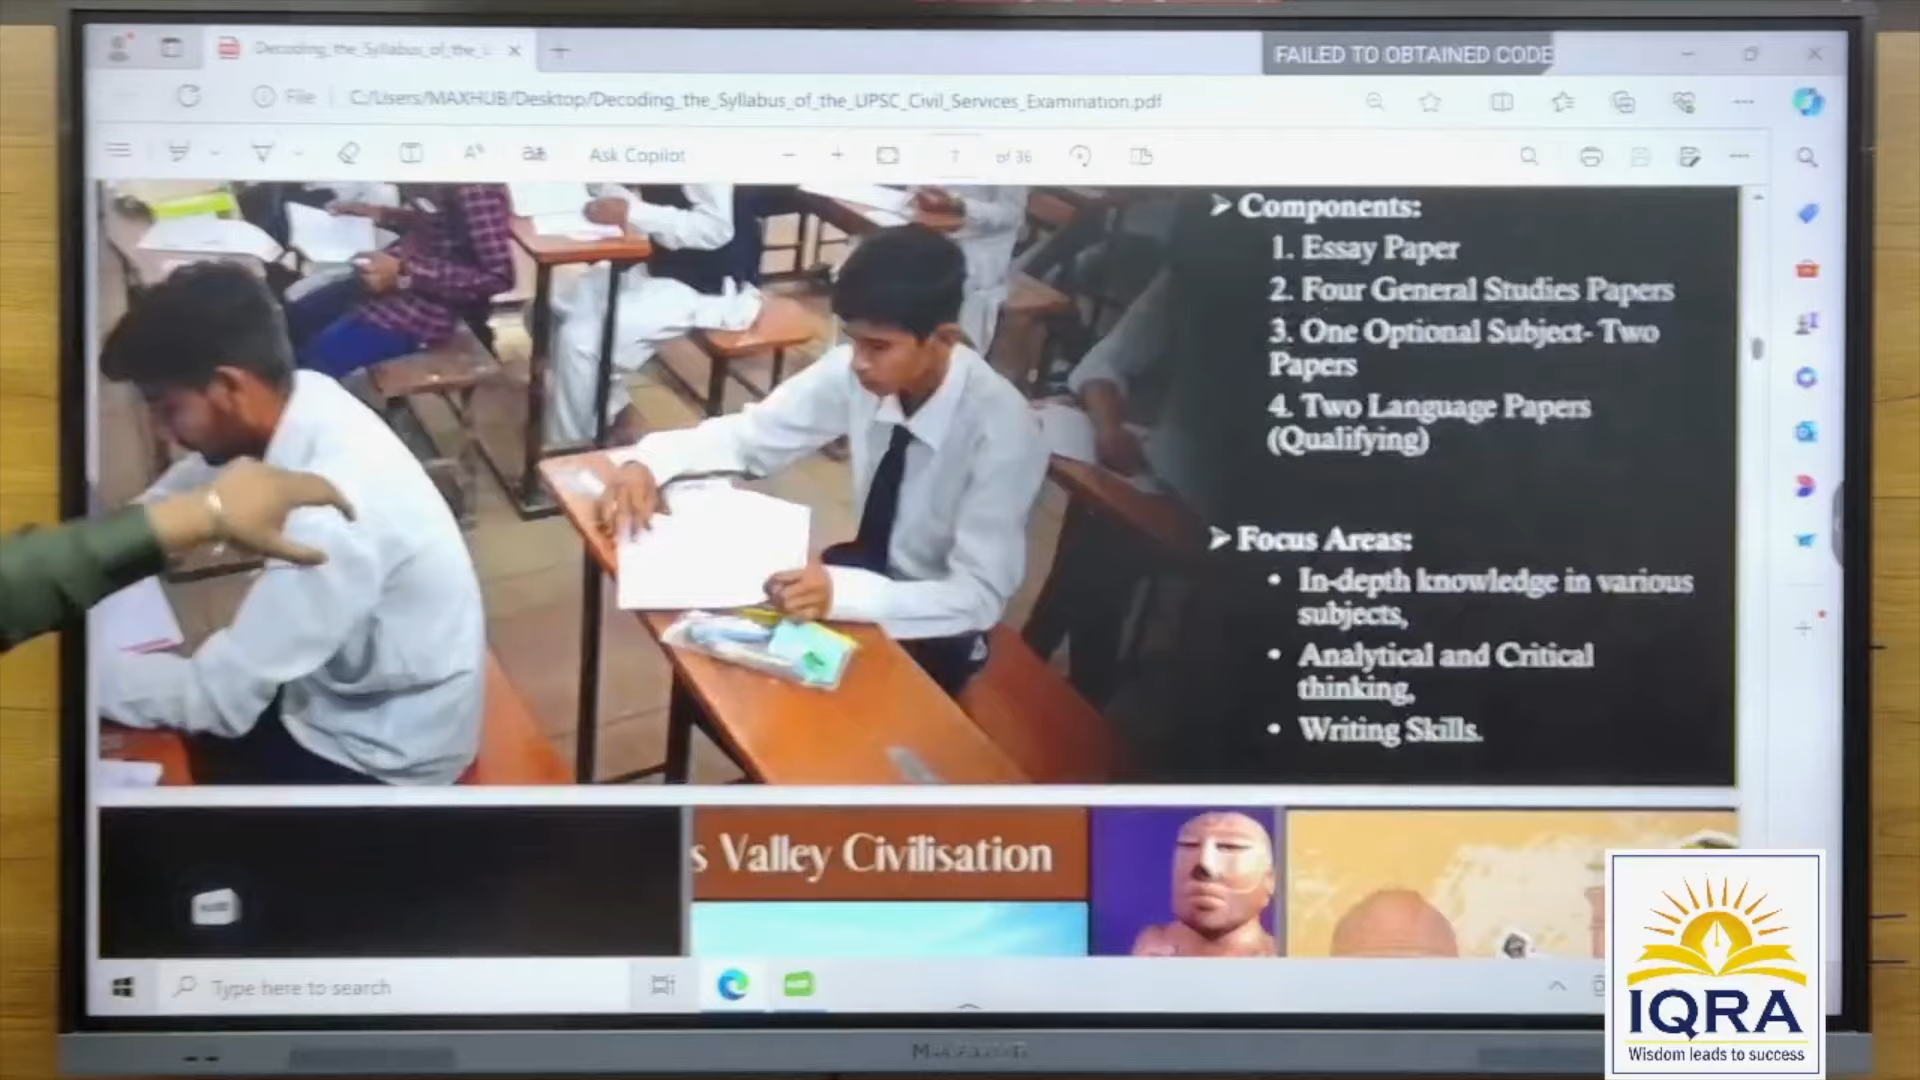 Decoding_the_Syllabus_of_the_
FAILED TO OBTAINED CODE
File
C:/Users/MAXHUB/Desktop/Decoding_the_Syllabus_of_the_UPSC_Civil_Services_Examination.pdf
Ask Copilot
7 of 36
➤ Components:
1. Essay Paper
2. Four General Studies Papers
3. One Optional Subject- Two
Papers
4. Two Language Papers
(Qualifying)
➤ Focus Areas:
• In-depth knowledge in various
subjects,
• Analytical and Critical
thinking,
• Writing Skills.
s Valley Civilisation
Type here to search
IQRA
Wisdom leads to success